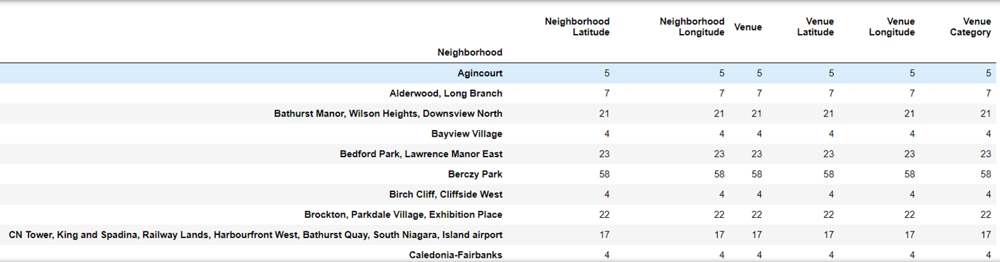 Neighborhood Latitude Neighborhood Longitude Venue Venue Latitude Venue Longitude Venue Category
Neighborhood
Agincourt 5 5 5 5 5 5
Alderwood, Long Branch 7 7 7 7 7 7
Bathurst Manor, Wilson Heights, Downsview North 21 21 21 21 21 21
Bayview Village 4 4 4 4 4 4
Bedford Park, Lawrence Manor East 23 23 23 23 23 23
Berczy Park 58 58 58 58 58 58
Birch Cliff, Cliffside West 4 4 4 4 4 4
Brockton, Parkdale Village, Exhibition Place 22 22 22 22 22 22
CN Tower, King and Spadina, Railway Lands, Harbourfront West, Bathurst Quay, South Niagara, Island airport 17 17 17 17 17 17
Caledonia-Fairbanks 4 4 4 4 4 4